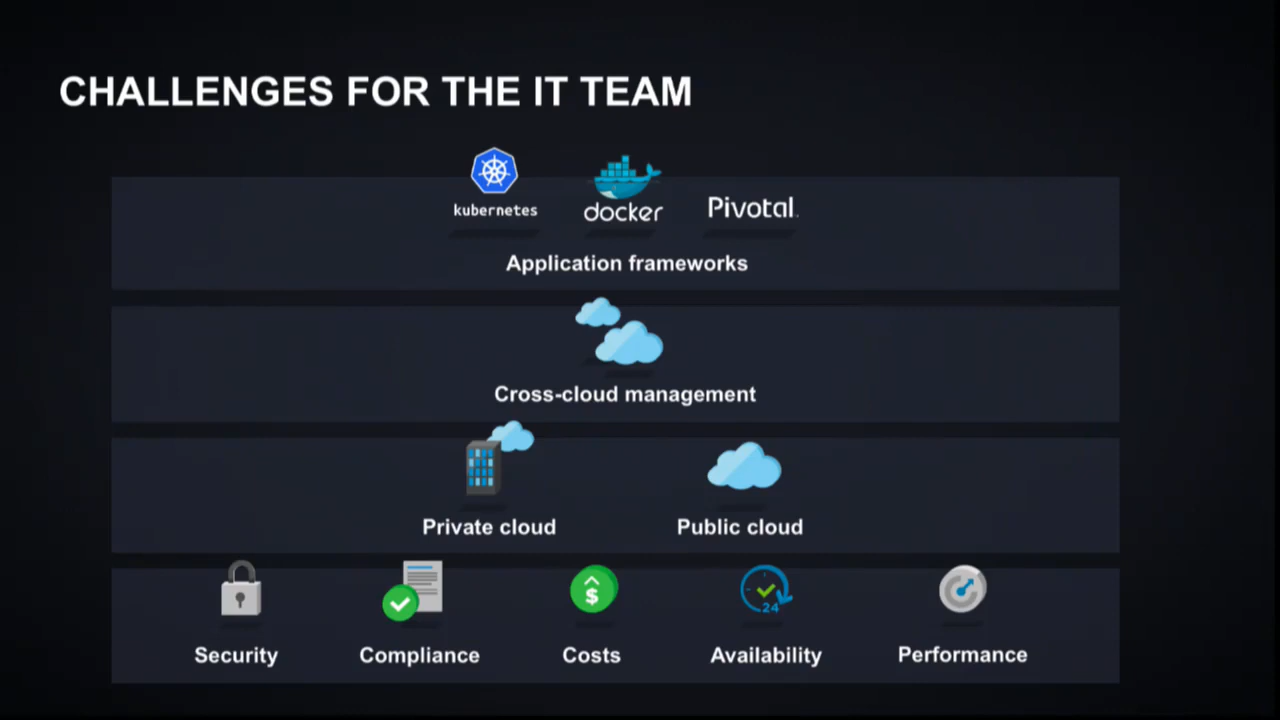 CHALLENGES FOR THE IT TEAM
kubernetes docker Pivotal.
Application frameworks
Cross-cloud management
Private cloud Public cloud
$ 24
Security Compliance Costs Availability Performance